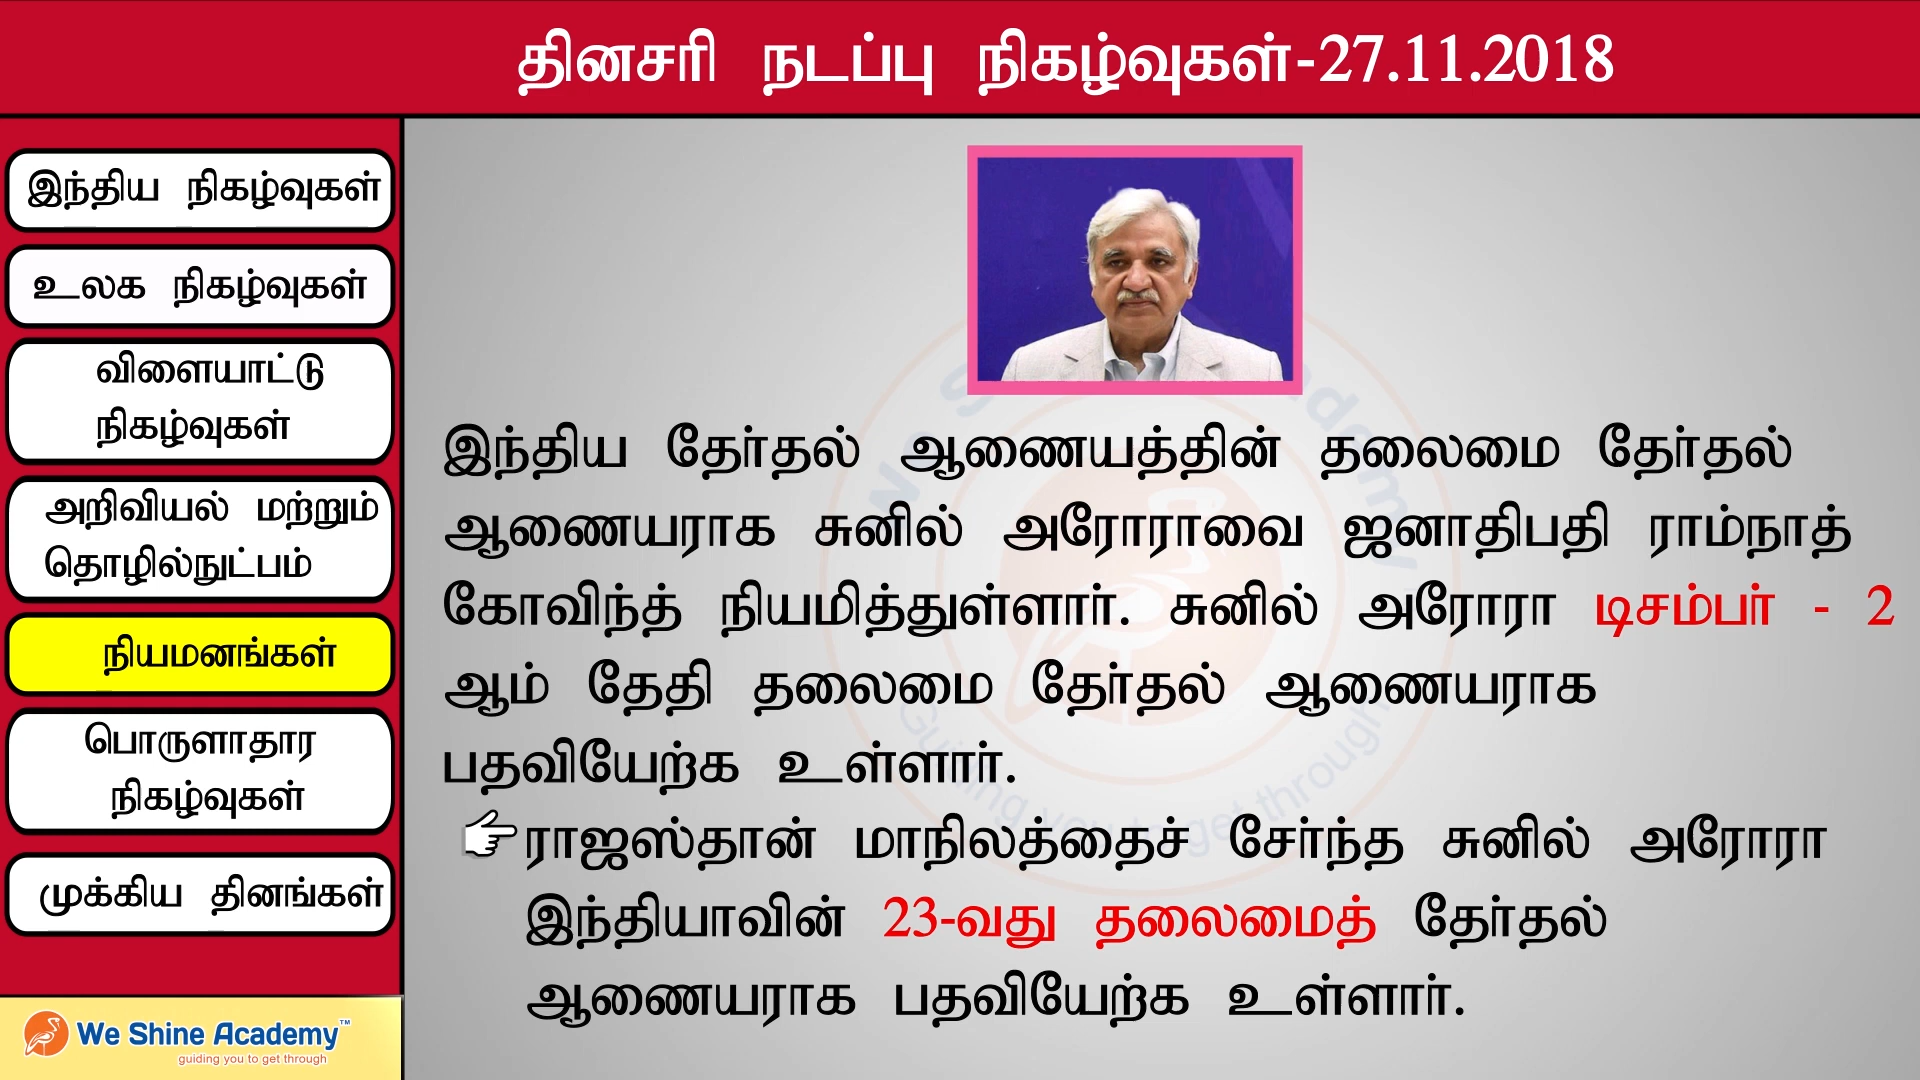 தினசரி நடப்பு நிகழ்வுகள்-27.11.2018
இந்திய நிகழ்வுகள்
உலக நிகழ்வுகள்
விளையாட்டு
நிகழ்வுகள்
அறிவியல் மற்றும்
தொழில்நுட்பம்
நியமனங்கள்
பொருளாதார
நிகழ்வுகள்
முக்கிய தினங்கள்
We Shine Academy™
guiding you to get through
இந்திய தேர்தல் ஆணையத்தின் தலைமை தேர்தல்
ஆணையராக சுனில் அரோராவை ஜனாதிபதி ராம்நாத்
கோவிந்த் நியமித்துள்ளார். சுனில் அரோரா டிசம்பர் - 2
ஆம் தேதி தலைமை தேர்தல் ஆணையராக
பதவியேற்க உள்ளார்.
ராஜஸ்தான் மாநிலத்தைச் சேர்ந்த சுனில் அரோரா
இந்தியாவின் 23-வது தலைமைத் தேர்தல்
ஆணையராக பதவியேற்க உள்ளார்.